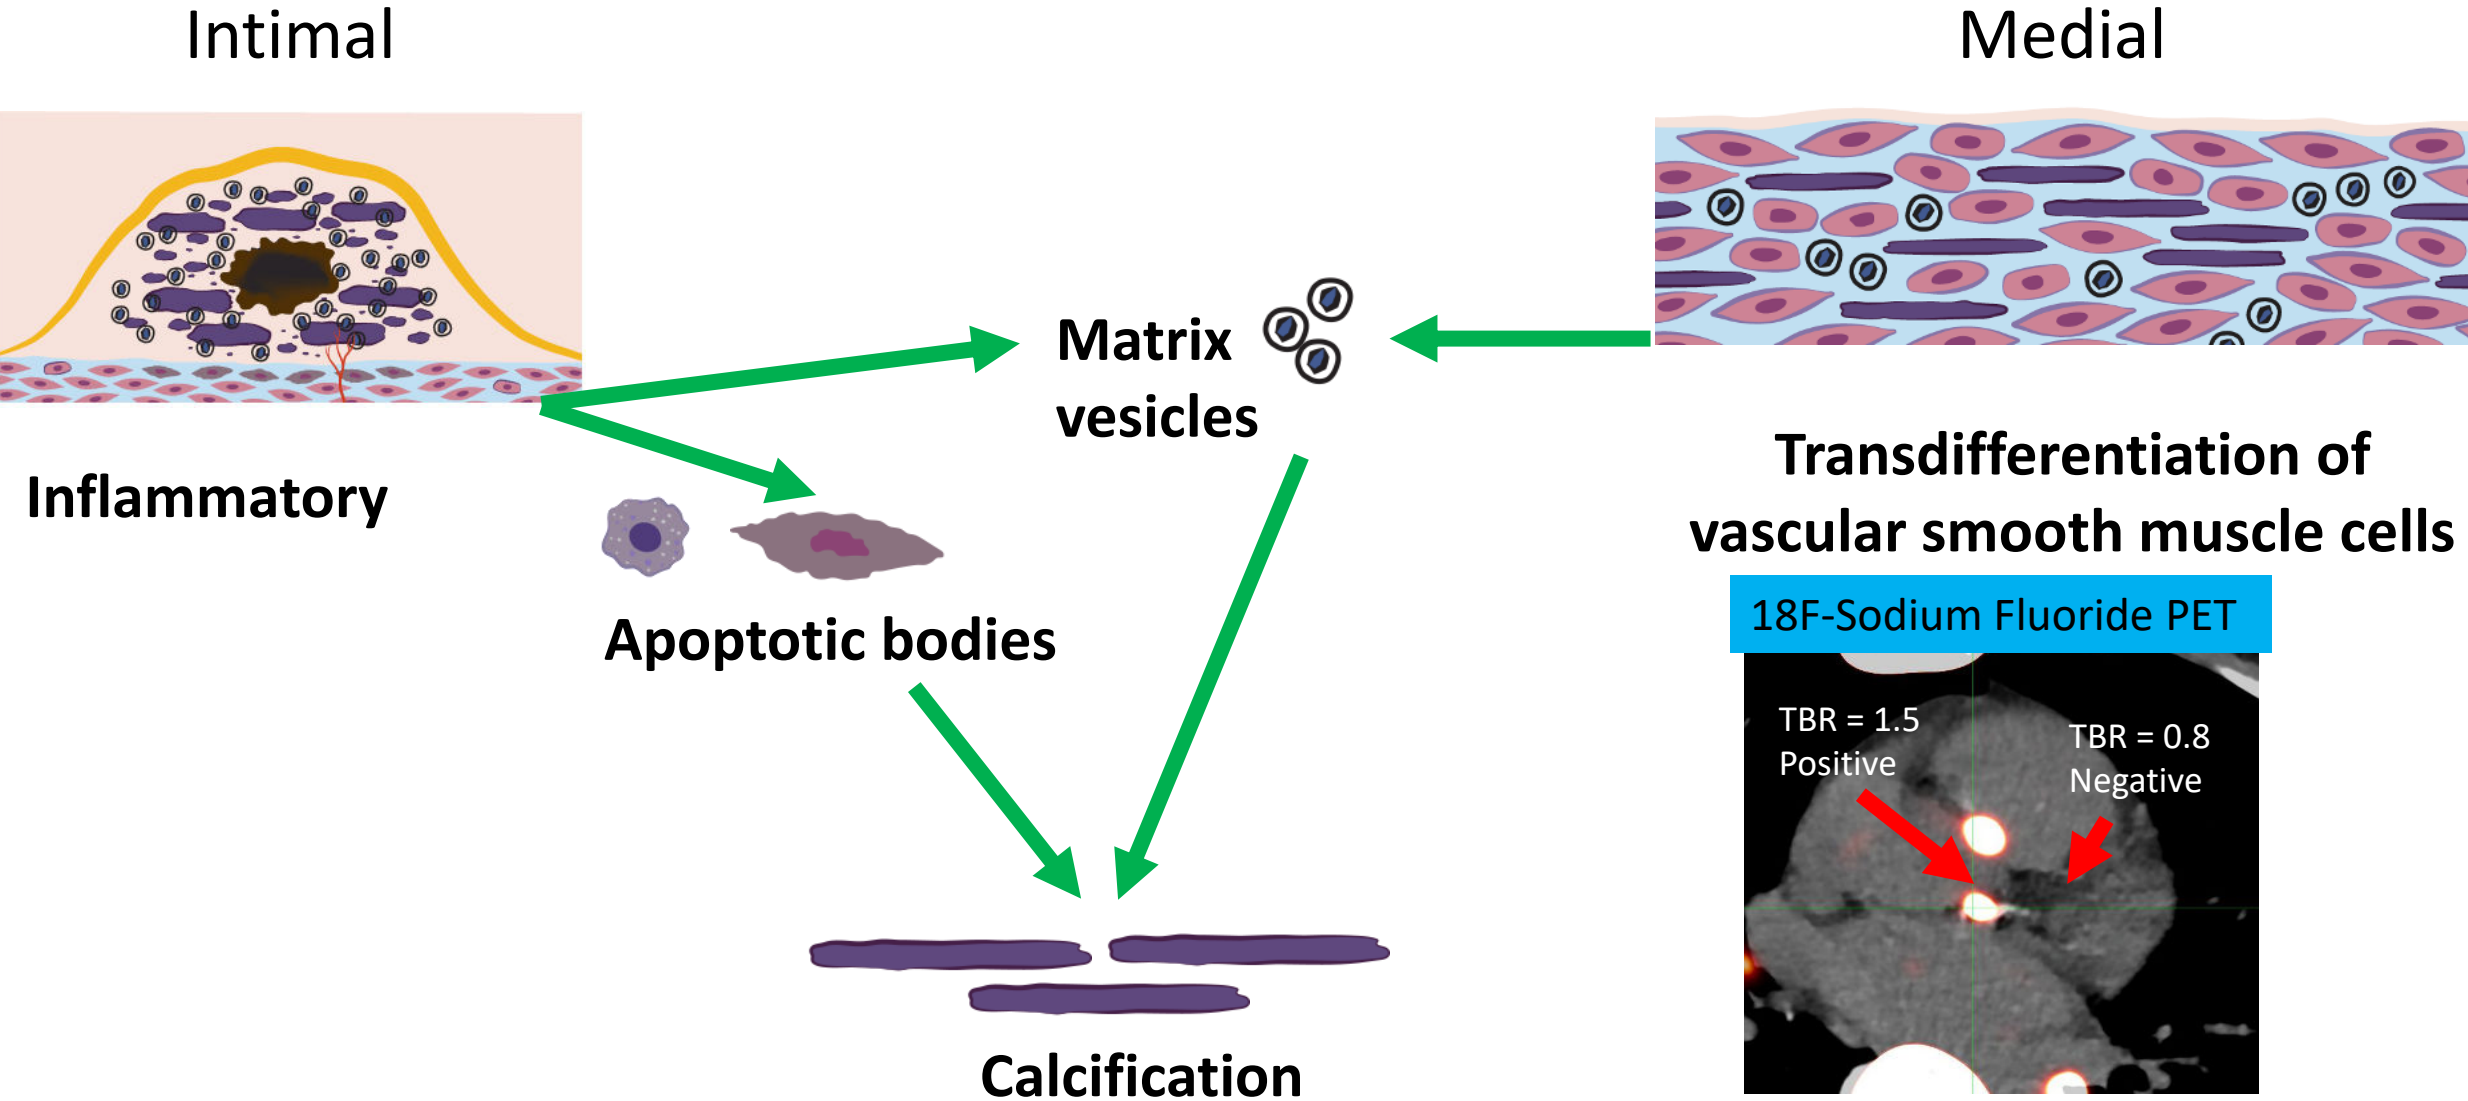 Intimal
Medial
Matrix
vesicles
Inflammatory
Transdifferentiation of
vascular smooth muscle cells
Apoptotic bodies
18F-Sodium Fluoride PET
TBR = 1.5
Positive
TBR = 0.8
Negative
Calcification